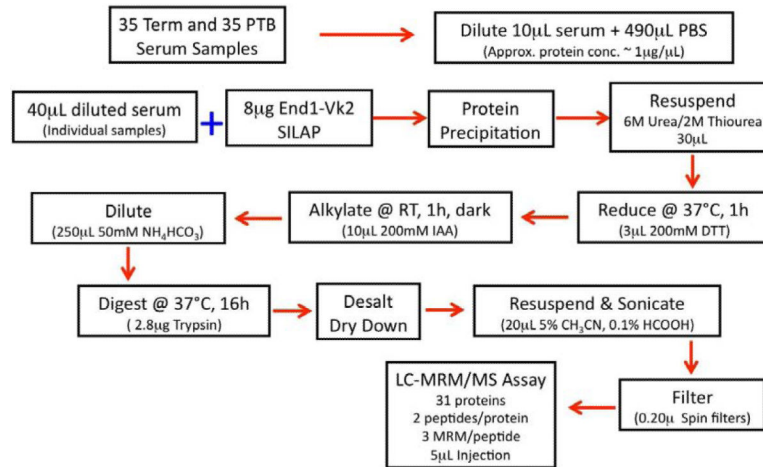 35 Term and 35 PTB
Serum Samples
Dilute 10μL serum + 490μL PBS
(Approx. protein conc. ~ 1μg/μL)
40μL diluted serum
(Individual samples)
+
8μg End1-Vk2
SILAP
Protein
Precipitation
Resuspend
6M Urea/2M Thiourea
30μL
Reduce @ 37°C, 1h
(3μL 200mM DTT)
Alkylate @ RT, 1h, dark
(10μL 200mM IAA)
Dilute
(250μL 50mM NH₄HCO₃)
Digest @ 37°C, 16h
( 2.8μg Trypsin)
Desalt
Dry Down
Resuspend & Sonicate
(20μL 5% CH₃CN, 0.1% HCOOH)
Filter
(0.20μ Spin filters)
LC-MRM/MS Assay
31 proteins
2 peptides/protein
3 MRM/peptide
5μL Injection